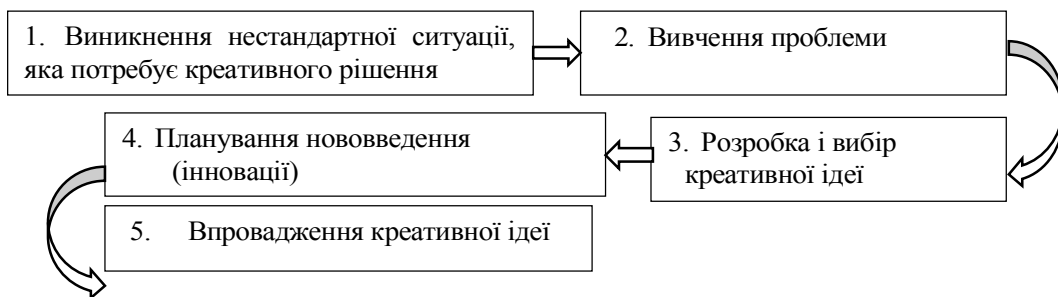 1. Виникнення нестандартної ситуації,
яка потребує креативного рішення
2. Вивчення проблеми
3. Розробка і вибір
креативної ідеї
4. Планування нововведення
(інновації)
5. Впровадження креативної ідеї